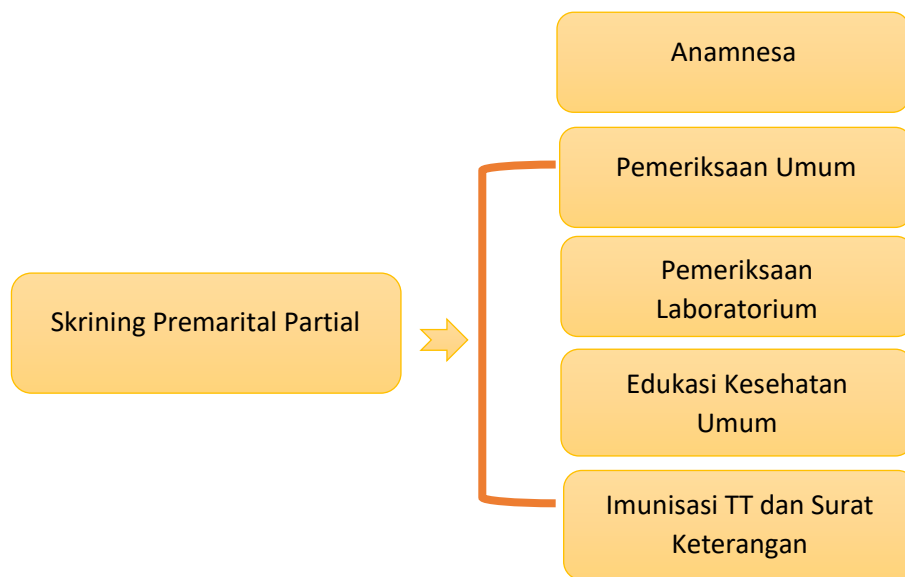 Skrining Premarital Partial
Anamnesa
Pemeriksaan Umum
Pemeriksaan
Laboratorium
Edukasi Kesehatan
Umum
Imunisasi TT dan Surat
Keterangan